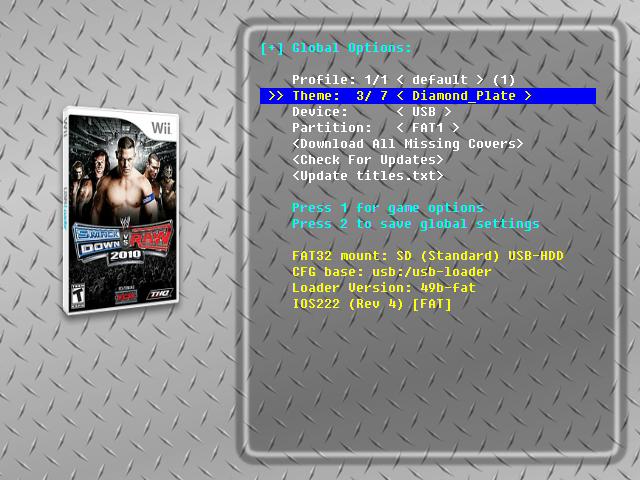 [+] Global Options:
Profile: 1/1 < default > (1)
>> Theme: 3/ 7 < Diamond_Plate >
Device: < USB >
Partition: < FAT1 >
<Download All Missing Covers>
<Check For Updates>
<Update titles.txt>
Press 1 for game options
Press 2 to save global settings
FAT32 mount: SD (Standard) USB-HDD
CFG base: usb:/usb-loader
Loader Version: 49b-fat
IOS222 (Rev 4) [FAT]
Wii
SMACK
DOWN VS RAW
2010
T
THQ